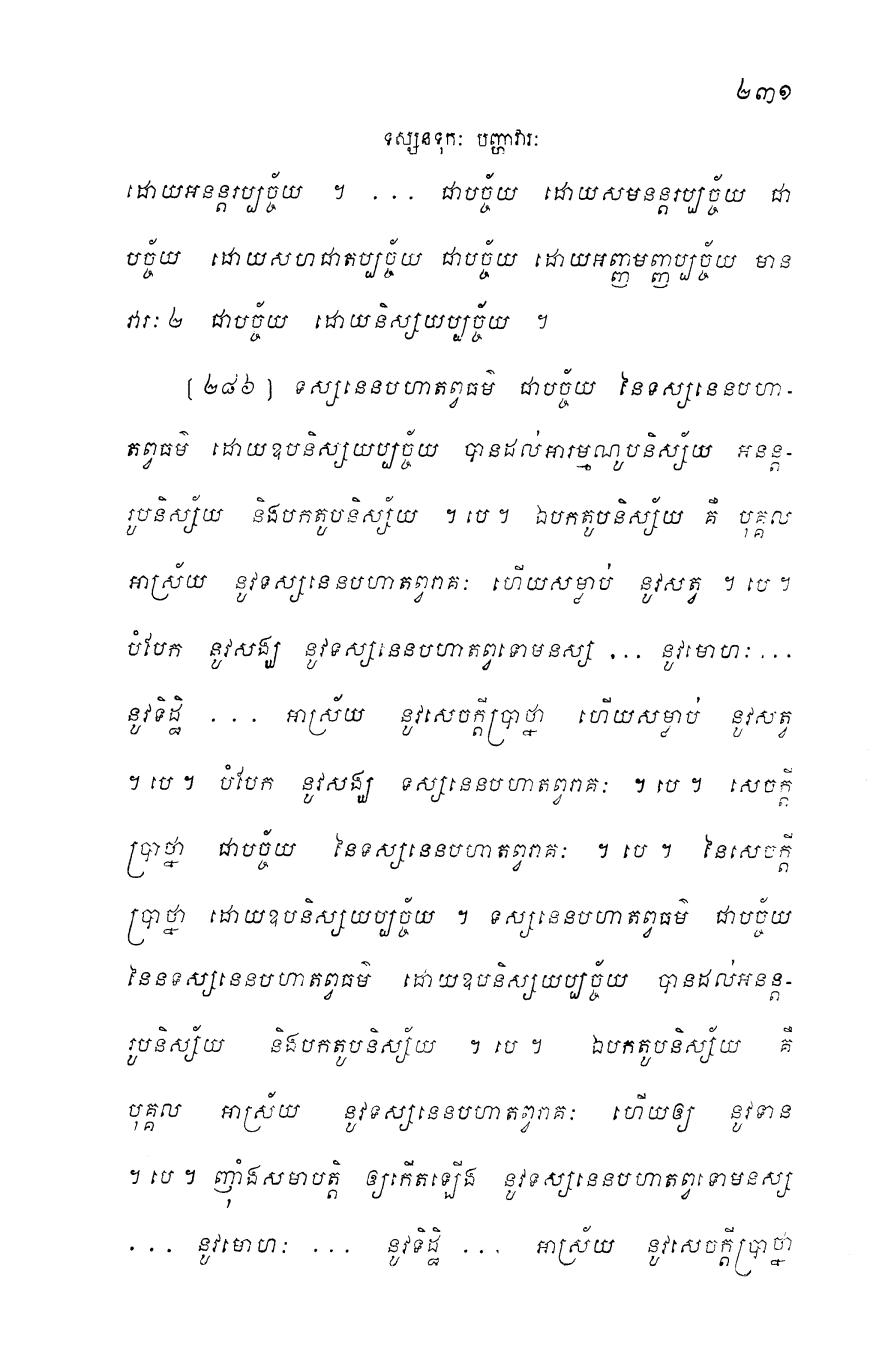 ២៣១
ទស្សនទុកៈ បញ្ហាវារៈ
ដោយអនន្តរប្បច្ច័យ ។ ... ជាបច្ច័យ ដោយសមនន្តរប្បច្ច័យ ជា
បច្ច័យ ដោយសហជាតប្បច្ច័យ ជាបច្ច័យ ដោយអញ្ញមញ្ញប្បច្ច័យ មាន
វារៈ ២ ជាបច្ច័យ ដោយនិស្សយប្បច្ច័យ ។
[ ២៨៦ ] ទស្សនេនបហាតព្វធម៌ ជាបច្ច័យ នៃទស្សនេនបហា-
តព្វធម៌ ដោយឧបនិស្សយប្បច្ច័យ បានដល់អារម្មណូបនិស្ស័យ អនន្ត-
រូបនិស្ស័យ និងបកតូបនិស្ស័យ ។ បេ ។ ឯបកតូបនិស្ស័យ គឺ បុគ្គល
អាស្រ័យ នូវទស្សនេនបហាតព្វរាគៈ ហើយសម្លាប់ នូវសត្វ ។ បេ ។
បំបែក នូវសង្ឃ នូវទស្សនេនបហាតព្វទោមនស្ស ... នូវមោហៈ ...
នូវទិដ្ឋិ ... អាស្រ័យ នូវសេចក្តីប្រាថ្នា ហើយសម្លាប់ នូវសត្វ
។ បេ ។ បំបែក នូវសង្ឃ ទស្សនេនបហាតព្វរាគៈ ។ បេ ។ សេចក្តី
ប្រាថ្នា ជាបច្ច័យ នៃទស្សនេនបហាតព្វរាគៈ ។ បេ ។ នៃសេចក្តី
ប្រាថ្នា ដោយឧបនិស្សយប្បច្ច័យ ។ ទស្សនេនបហាតព្វធម៌ ជាបច្ច័យ
នៃនទស្សនេនបហាតព្វធម៌ ដោយឧបនិស្សយប្បច្ច័យ បានដល់អនន្ត-
រូបនិស្ស័យ និងបកតូបនិស្ស័យ ។ បេ ។ ឯបកតូបនិស្ស័យ គឺ
បុគ្គល អាស្រ័យ នូវទស្សនេនបហាតព្វរាគៈ ហើយឲ្យ នូវទាន
។ បេ ។ ញុំាងសមាបត្តិ ឲ្យកើតឡើង នូវទស្សនេនបហាតព្វទោមនស្ស
... នូវមោហៈ ... នូវទិដ្ឋិ ... អាស្រ័យ នូវសេចក្តីប្រាថ្នា